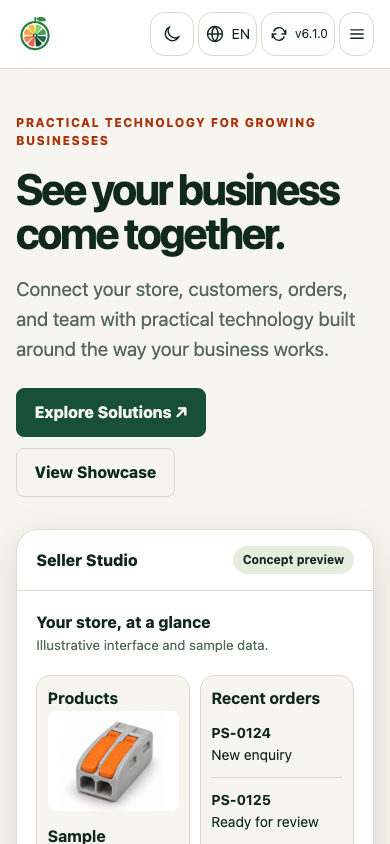 EN
v6.1.0
PRACTICAL TECHNOLOGY FOR GROWING
BUSINESSES
See your business
come together.
Connect your store, customers, orders,
and team with practical technology built
around the way your business works.
Explore Solutions ↗
View Showcase
Seller Studio
Concept preview
Your store, at a glance
Illustrative interface and sample data.
Products
Sample
Recent orders
PS-0124
New enquiry
PS-0125
Ready for review